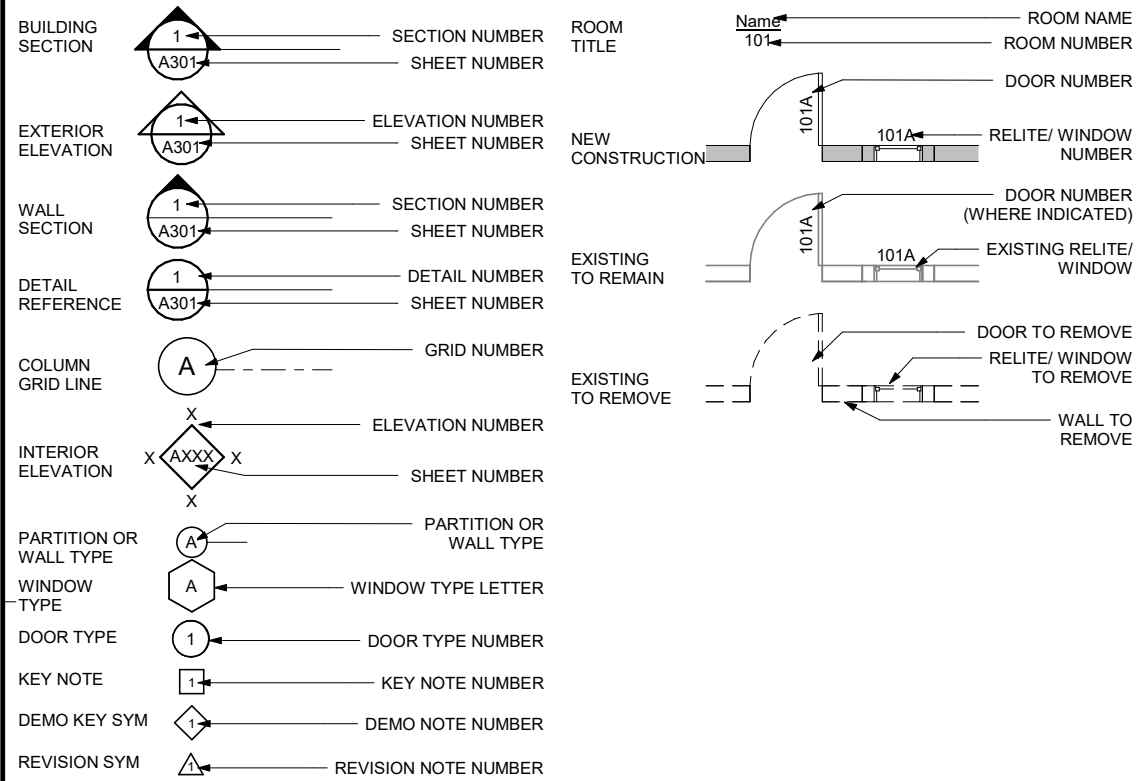 BUILDING
SECTION
1
A301
SECTION NUMBER
SHEET NUMBER
EXTERIOR
ELEVATION
1
A301
ELEVATION NUMBER
SHEET NUMBER
WALL
SECTION
1
A301
SECTION NUMBER
SHEET NUMBER
DETAIL
REFERENCE
1
A301
DETAIL NUMBER
SHEET NUMBER
COLUMN
GRID LINE
A
GRID NUMBER
INTERIOR
ELEVATION
X
X AXXX X
X
ELEVATION NUMBER
SHEET NUMBER
PARTITION OR
WALL TYPE
A
PARTITION OR
WALL TYPE
WINDOW
TYPE
A
WINDOW TYPE LETTER
DOOR TYPE
1
DOOR TYPE NUMBER
KEY NOTE
1
KEY NOTE NUMBER
DEMO KEY SYM
1
DEMO NOTE NUMBER
REVISION SYM
1
REVISION NOTE NUMBER
ROOM
TITLE
Name
101
ROOM NAME
ROOM NUMBER
NEW
CONSTRUCTION
101A
101A
DOOR NUMBER
RELITE/ WINDOW
NUMBER
EXISTING
TO REMAIN
101A
101A
DOOR NUMBER
(WHERE INDICATED)
EXISTING RELITE/
WINDOW
EXISTING
TO REMOVE
DOOR TO REMOVE
RELITE/ WINDOW
TO REMOVE
WALL TO
REMOVE